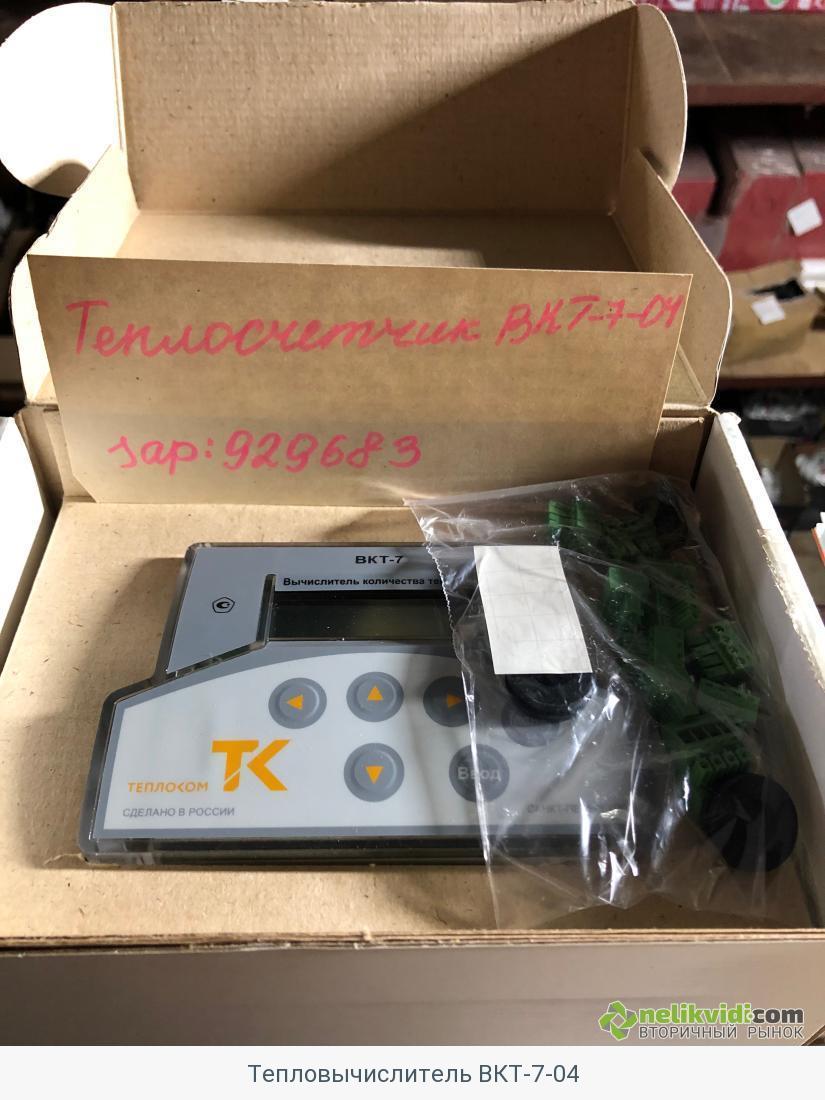 Теплосчетчик ВКТ-7-04
sap: 929683
ВКТ-7
Вычислитель количества
Ввод
ТК
ТЕПЛОКОМ
СДЕЛАНО В РОССИИ
nelikvidi.com
ВТОРИЧНЫЙ РЫНОК
Тепловычислитель ВКТ-7-04